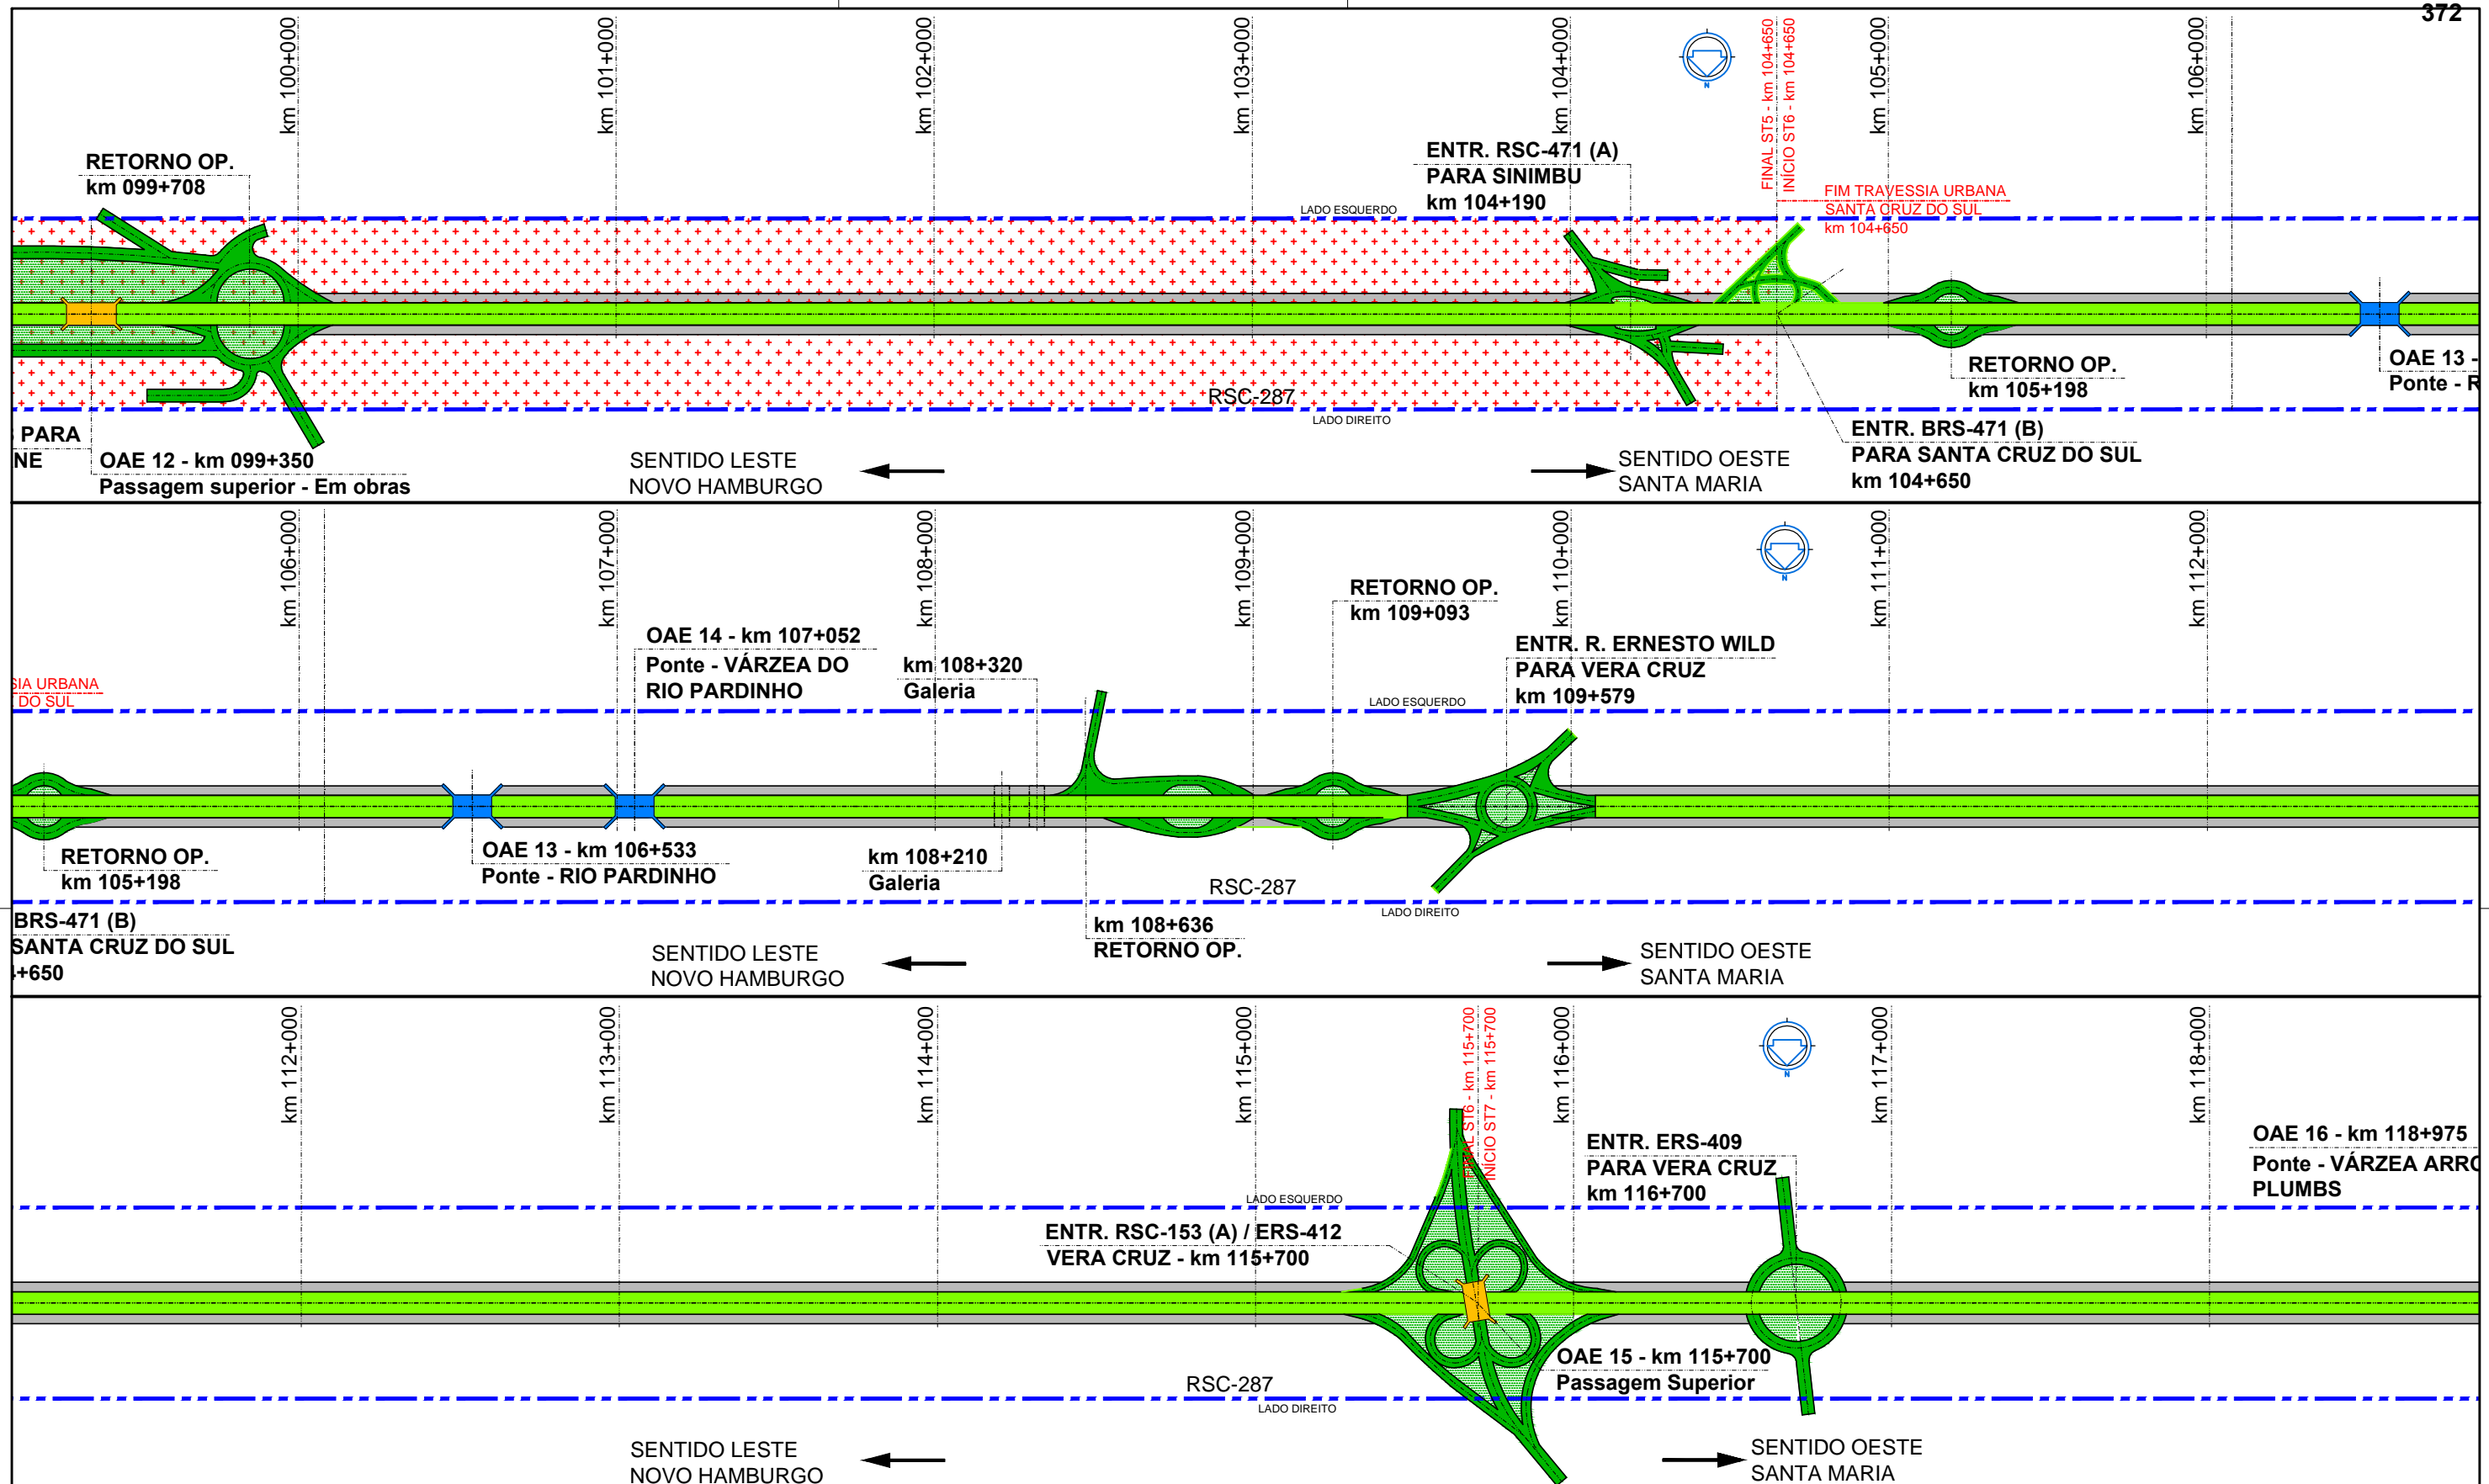 372
km 100+000
km 101+000
km 102+000
km 103+000
km 104+000
FINAL ST5 - km 104+650
INÍCIO ST6 - km 104+650
km 105+000
km 106+000
N
RETORNO OP.
km 099+708
ENTR. RSC-471 (A)
PARA SINIMBU
km 104+190
FIM TRAVESSIA URBANA
SANTA CRUZ DO SUL
km 104+650
LADO ESQUERDO
RETORNO OP.
km 105+198
OAE 13 -
Ponte - R
RSC-287
LADO DIREITO
PARA
NE
OAE 12 - km 099+350
Passagem superior - Em obras
SENTIDO LESTE
NOVO HAMBURGO
SENTIDO OESTE
SANTA MARIA
ENTR. BRS-471 (B)
PARA SANTA CRUZ DO SUL
km 104+650
km 106+000
km 107+000
km 108+000
km 109+000
km 110+000
km 111+000
km 112+000
N
RETORNO OP.
km 109+093
OAE 14 - km 107+052
Ponte - VÁRZEA DO
RIO PARDINHO
km 108+320
Galeria
ENTR. R. ERNESTO WILD
PARA VERA CRUZ
km 109+579
SIA URBANA
DO SUL
LADO ESQUERDO
RETORNO OP.
km 105+198
OAE 13 - km 106+533
Ponte - RIO PARDINHO
km 108+210
Galeria
RSC-287
LADO DIREITO
BRS-471 (B)
SANTA CRUZ DO SUL
+650
km 108+636
RETORNO OP.
SENTIDO LESTE
NOVO HAMBURGO
SENTIDO OESTE
SANTA MARIA
km 112+000
km 113+000
km 114+000
km 115+000
FINAL ST6 - km 115+700
INÍCIO ST7 - km 115+700
km 116+000
km 117+000
km 118+000
N
ENTR. ERS-409
PARA VERA CRUZ
km 116+700
OAE 16 - km 118+975
Ponte - VÁRZEA ARRO
PLUMBS
LADO ESQUERDO
ENTR. RSC-153 (A) / ERS-412
VERA CRUZ - km 115+700
OAE 15 - km 115+700
Passagem Superior
RSC-287
LADO DIREITO
SENTIDO LESTE
NOVO HAMBURGO
SENTIDO OESTE
SANTA MARIA